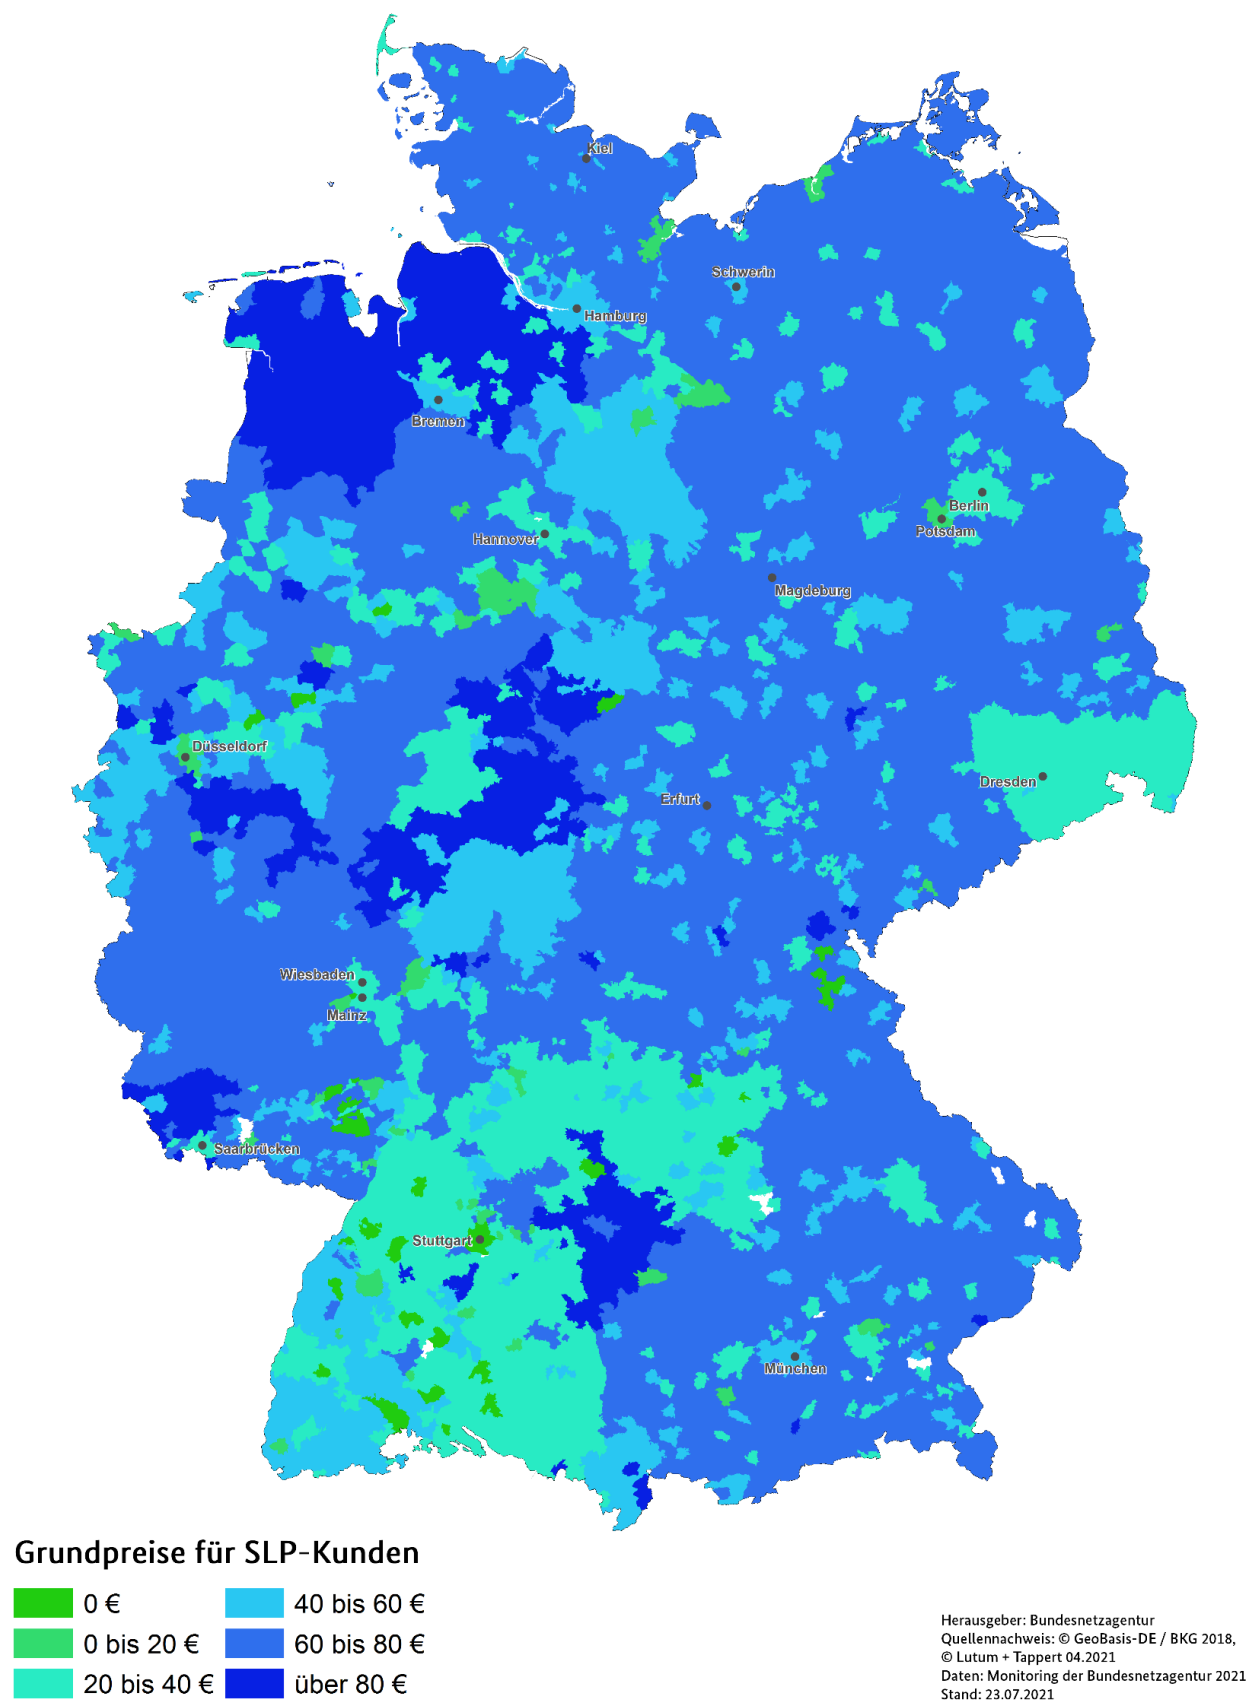 Kiel
Schwerin
Hamburg
Bremen
Berlin
Potsdam
Hannover
Magdeburg
Düsseldorf
Dresden
Erfurt
Wiesbaden
Mainz
Saarbrücken
Stuttgart
München
Grundpreise für SLP-Kunden
0 €
40 bis 60 €
0 bis 20 €
60 bis 80 €
20 bis 40 €
über 80 €
Herausgeber: Bundesnetzagentur
Quellennachweis: © GeoBasis-DE / BKG 2018,
© Lutum + Tappert 04.2021
Daten: Monitoring der Bundesnetzagentur 2021
Stand: 23.07.2021